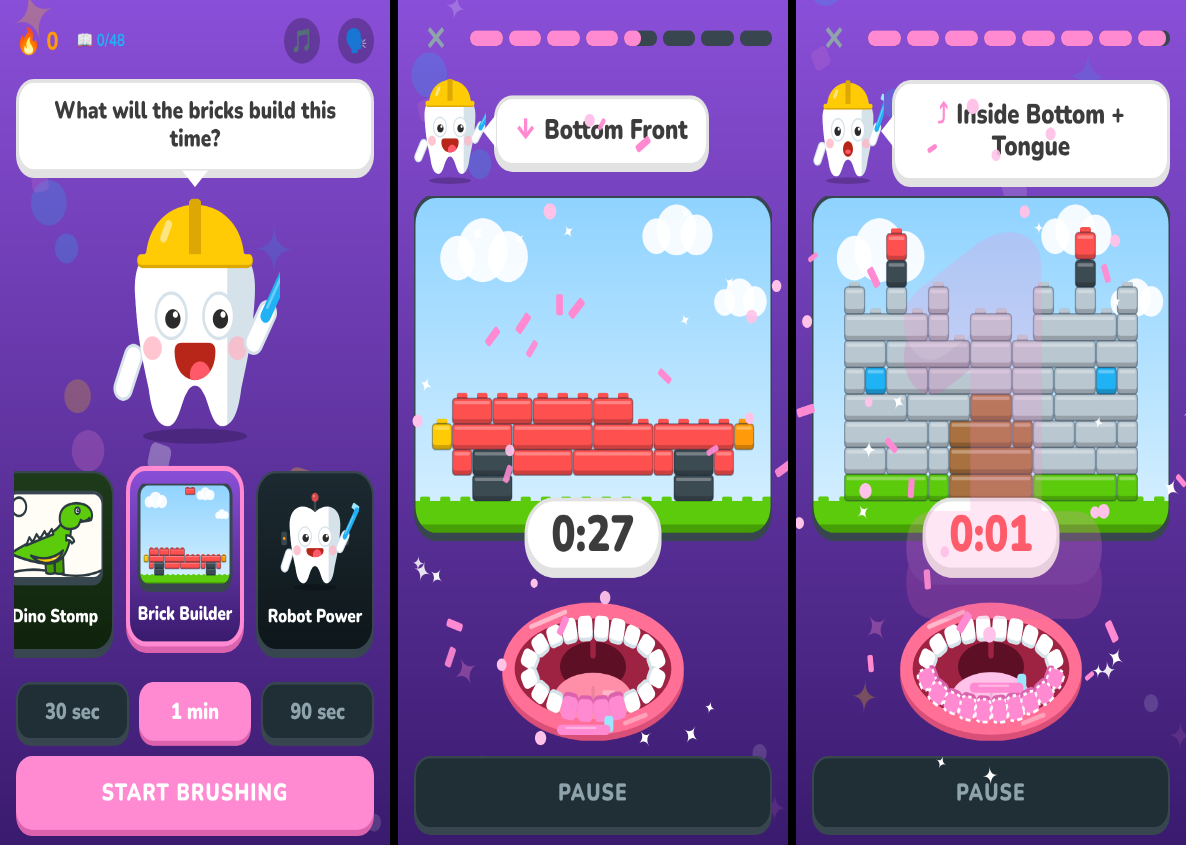 0
0/48
What will the bricks build this
time?
Dino Stomp
Brick Builder
Robot Power
30 sec
1 min
90 sec
START BRUSHING
Bottom Front
0:27
PAUSE
Inside Bottom +
Tongue
0:01
PAUSE